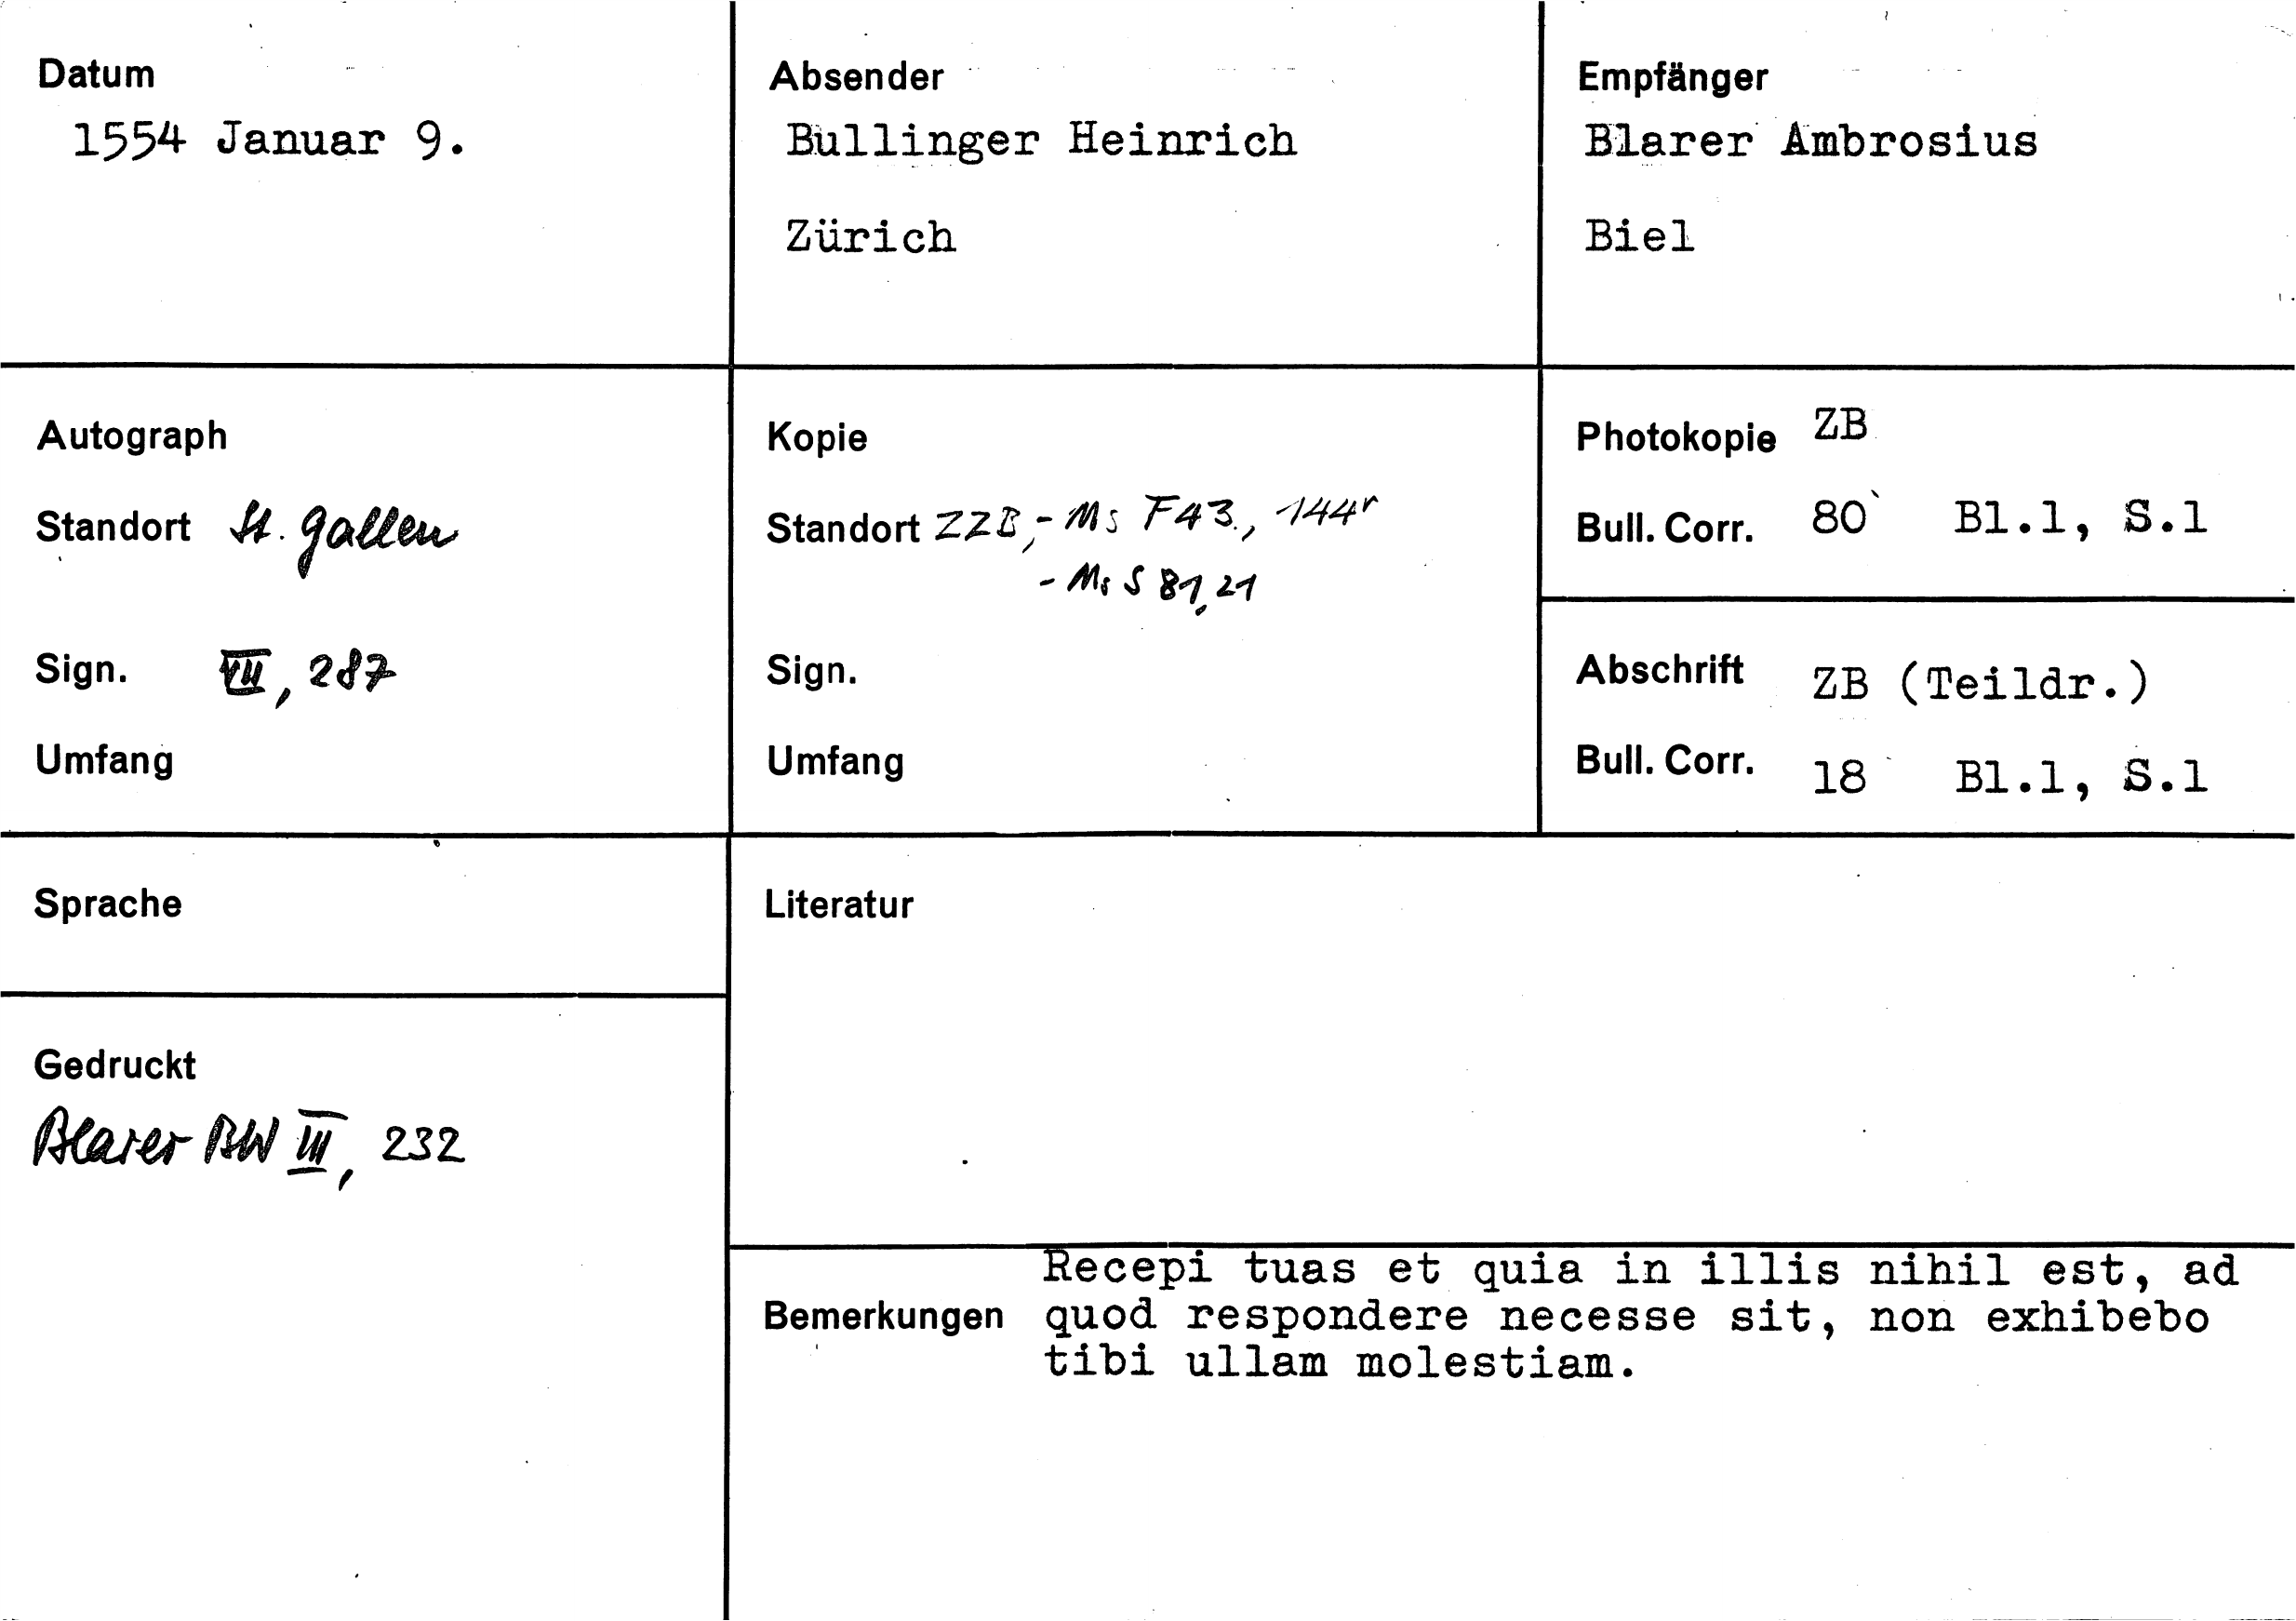 Datum
1554 Januar 9.
Absender
Bullinger Heinrich
Zürich
Empfänger
Blarer Ambrosius
Biel
Autograph
Standort St. Gallen
Sign. VII, 287
Umfang
Kopie
Standort ZZB, - Ms F43, 144r
- Ms S 81, 21
Sign.
Umfang
Photokopie ZB
Bull. Corr. 80 Bl.1, S.1
Abschrift ZB (Teildr.)
Bull. Corr. 18 Bl.1, S.1
Sprache
Literatur
Gedruckt
Blarer BW III, 232
Bemerkungen
Recepi tuas et quia in illis nihil est, ad
quod respondere necesse sit, non exhibebo
tibi ullam molestiam.